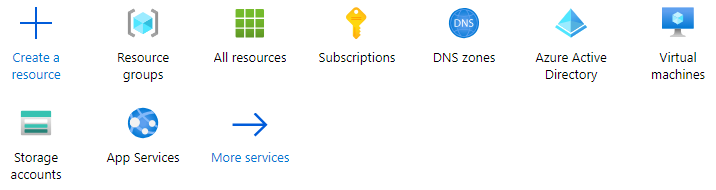 DNS
Create a
resource
Resource
groups
All resources
Subscriptions
DNS zones
Azure Active
Directory
Virtual
machines
Storage
accounts
App Services
More services